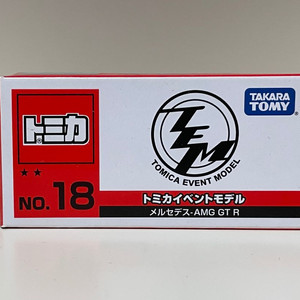 トミカ
★★
NO.18
TEM
TOMICA EVENT MODEL
TAKARA
TOMY
トミカイベントモデル
メルセデス-AMG GT R